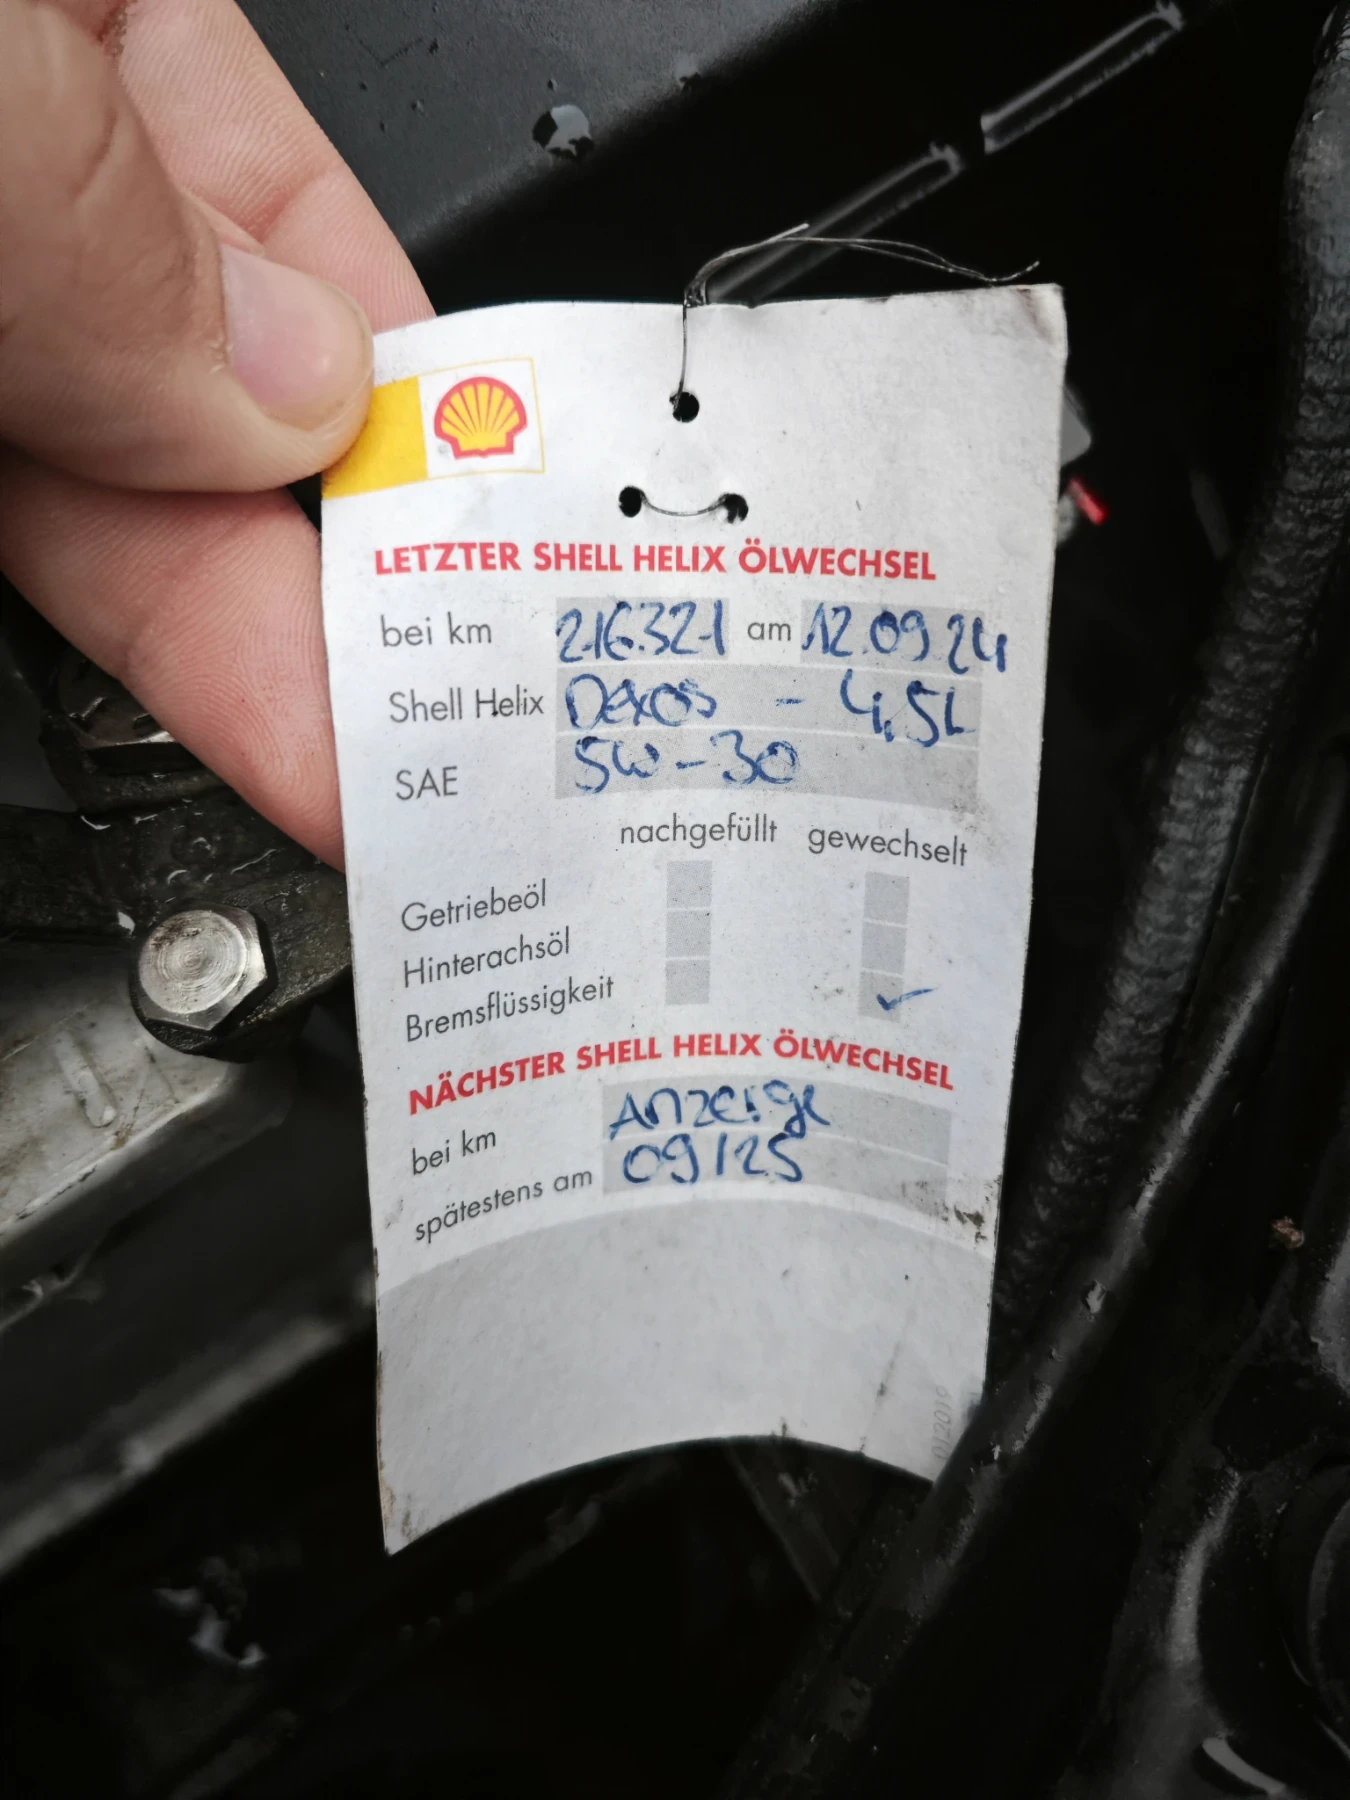 LETZTER SHELL HELIX ÖLWECHSEL
bei km 216.321 am 12.09.24
Shell Helix Dexos - 4,5L
SAE 5W-30
nachgefüllt gewechselt
Getriebeöl
Hinterachsöl
Bremsflüssigkeit ✓
NÄCHSTER SHELL HELIX ÖLWECHSEL
bei km Anzeige
spätestens am 09/25
012019